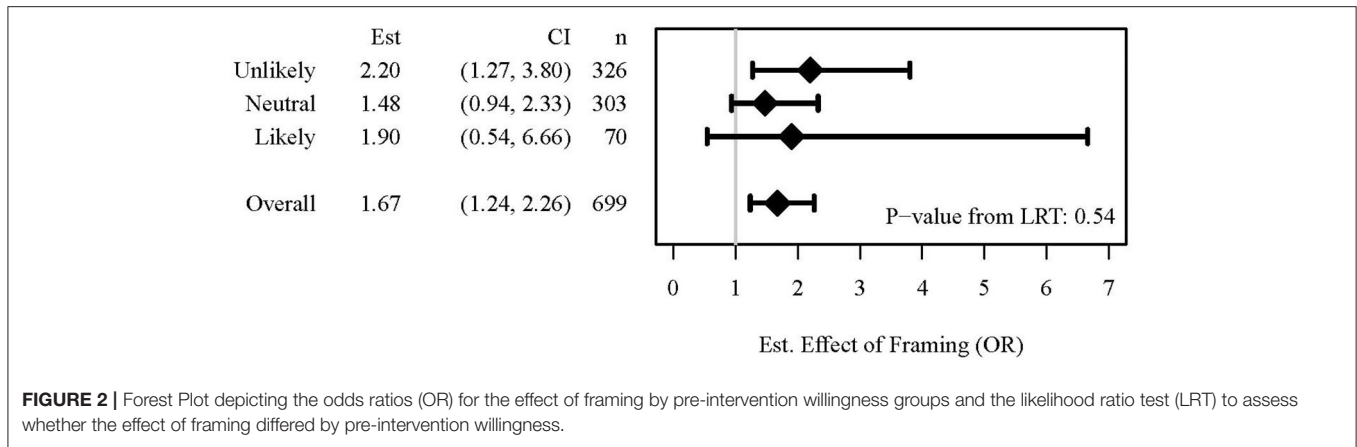 Est CI n
Unlikely 2.20 (1.27, 3.80) 326
Neutral 1.48 (0.94, 2.33) 303
Likely 1.90 (0.54, 6.66) 70
Overall 1.67 (1.24, 2.26) 699
P−value from LRT: 0.54
0 1 2 3 4 5 6 7
Est. Effect of Framing (OR)
FIGURE 2 | Forest Plot depicting the odds ratios (OR) for the effect of framing by pre-intervention willingness groups and the likelihood ratio test (LRT) to assess
whether the effect of framing differed by pre-intervention willingness.